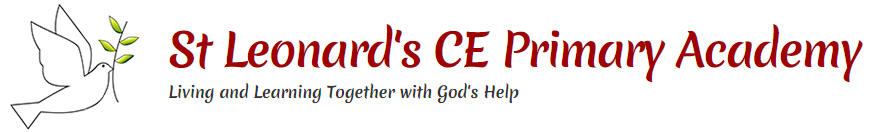 St Leonard's CE Primary Academy
Living and Learning Together with God's Help